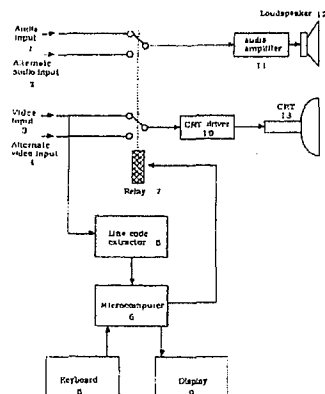 Loudspeaker 12
Audio
input
1
Alternate
audio input
2
audio
amplifier
11
Video
input
3
Alternate
video input
4
CRT driver
10
CRT
13
Relay 7
Line code
extractor 5
Microcomputer
6
Keyboard
8
Display
9